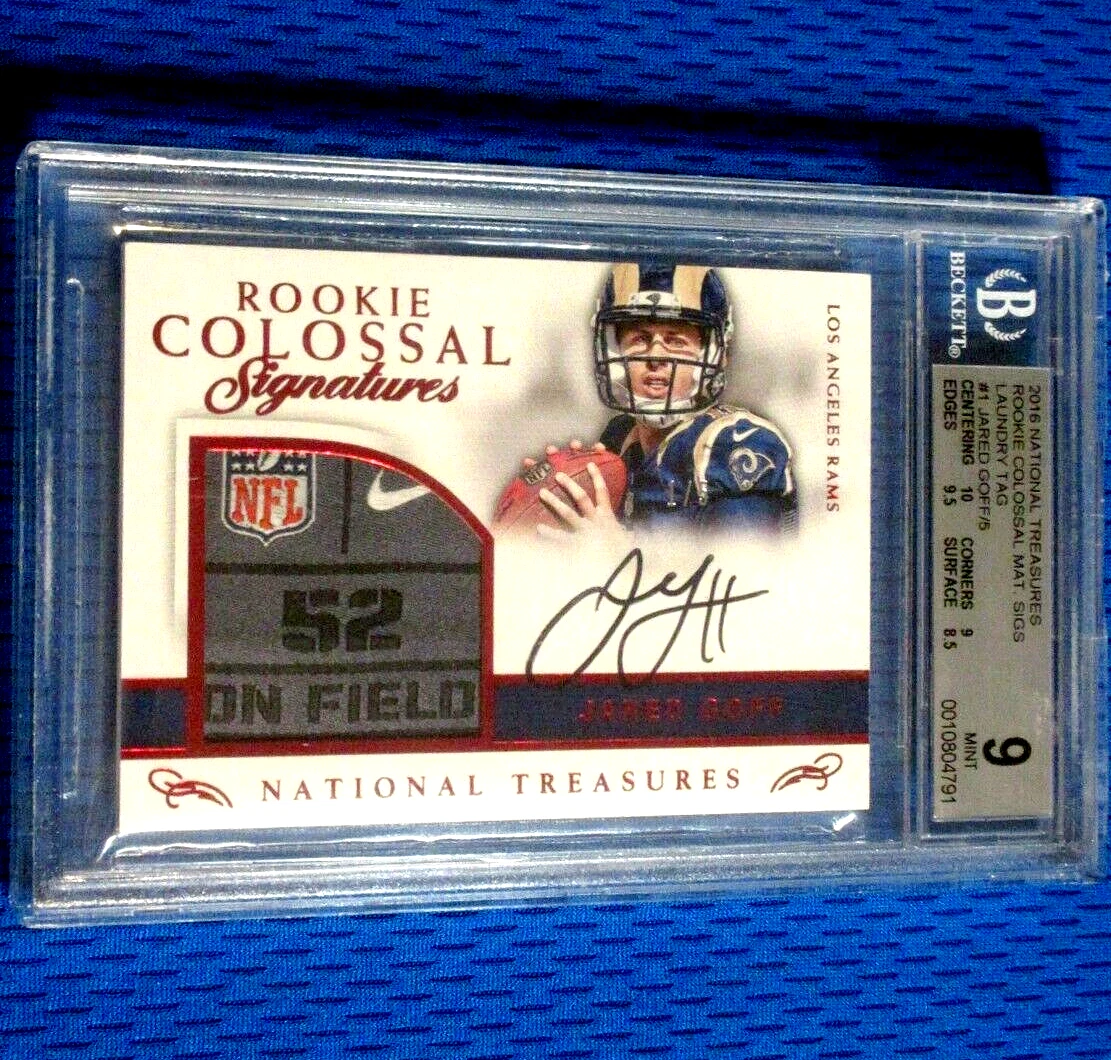 ROOKIE
COLOSSAL
Signatures
LOS ANGELES RAMS
NFL
NFL
52
ON FIELD
JARED GOFF
NATIONAL TREASURES
B
BECKETT®
2016 NATIONAL TREASURES
ROOKIE COLOSSAL MAT. SIGS
LAUNDRY TAG
#1 JARED GOFF/5
CENTERING 10 CORNERS 9
EDGES 9.5 SURFACE 8.5
9
MINT
0010804791